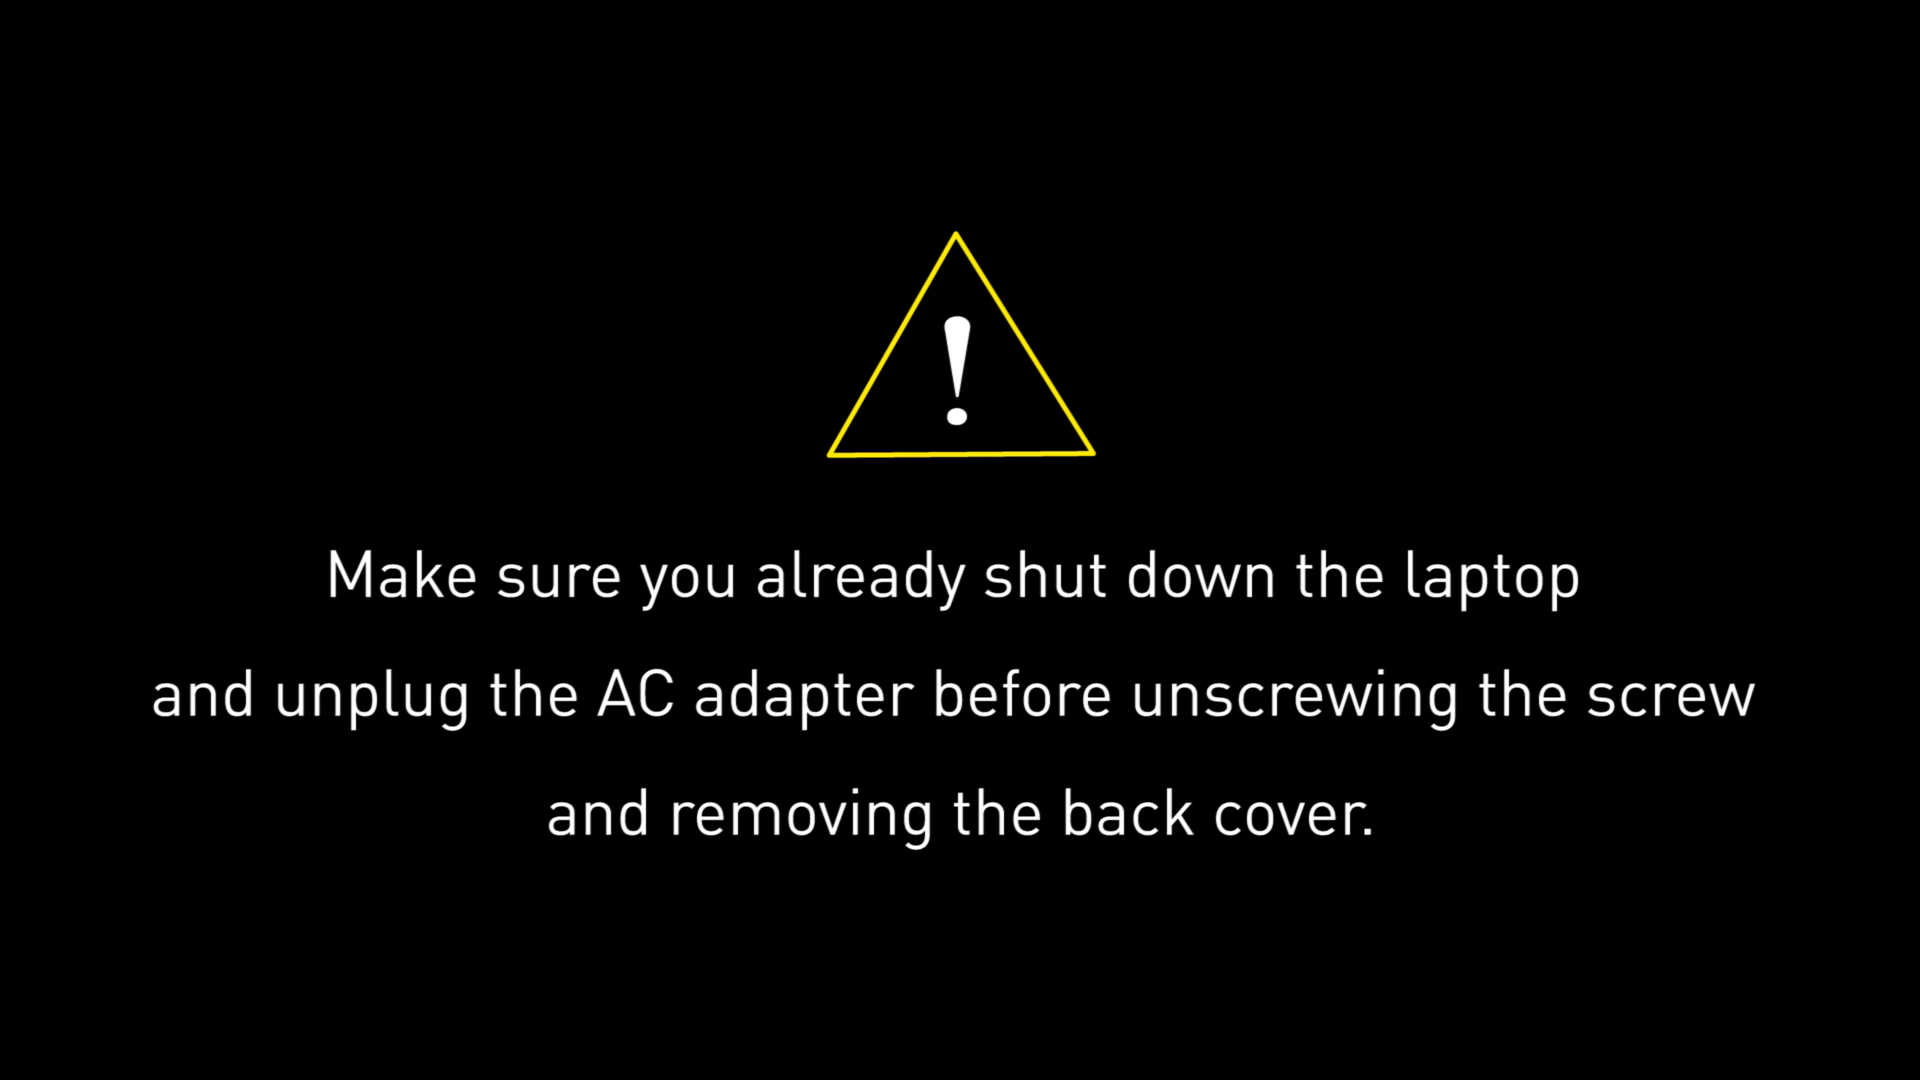 !
Make sure you already shut down the laptop
and unplug the AC adapter before unscrewing the screw
and removing the back cover.